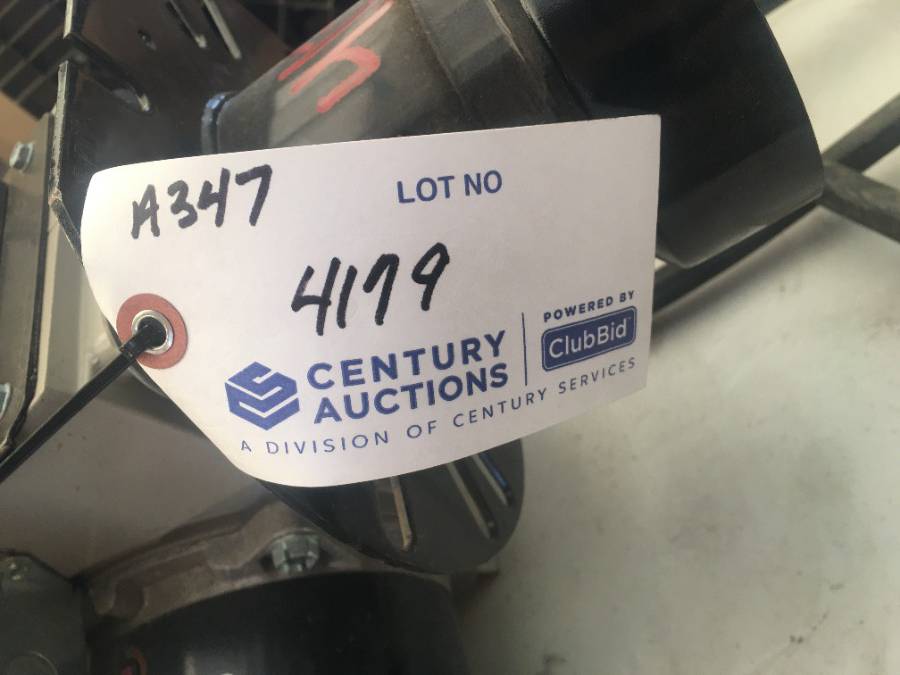 A347
LOT NO
4179
CENTURY
AUCTIONS
A DIVISION OF CENTURY SERVICES
POWERED BY
ClubBid